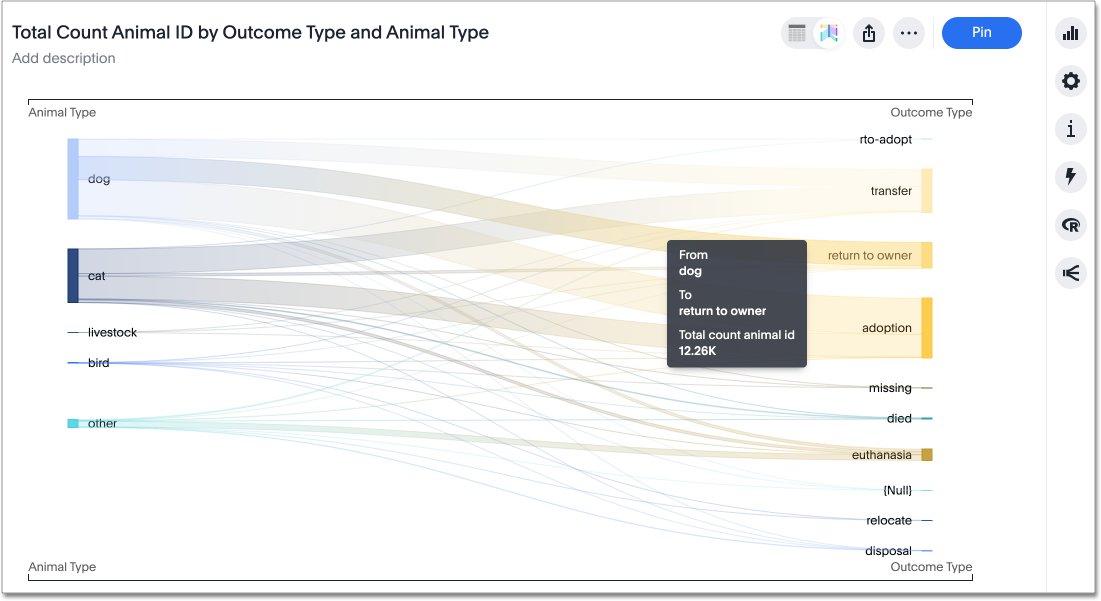 Total Count Animal ID by Outcome Type and Animal Type
Pin
Add description
Animal Type
Outcome Type
rto-adopt
dog
transfer
return to owner
From
dog
To
return to owner
Total count animal id
12.26K
cat
adoption
livestock
bird
missing
died
other
euthanasia
{Null}
relocate
disposal
Animal Type
Outcome Type
i
R